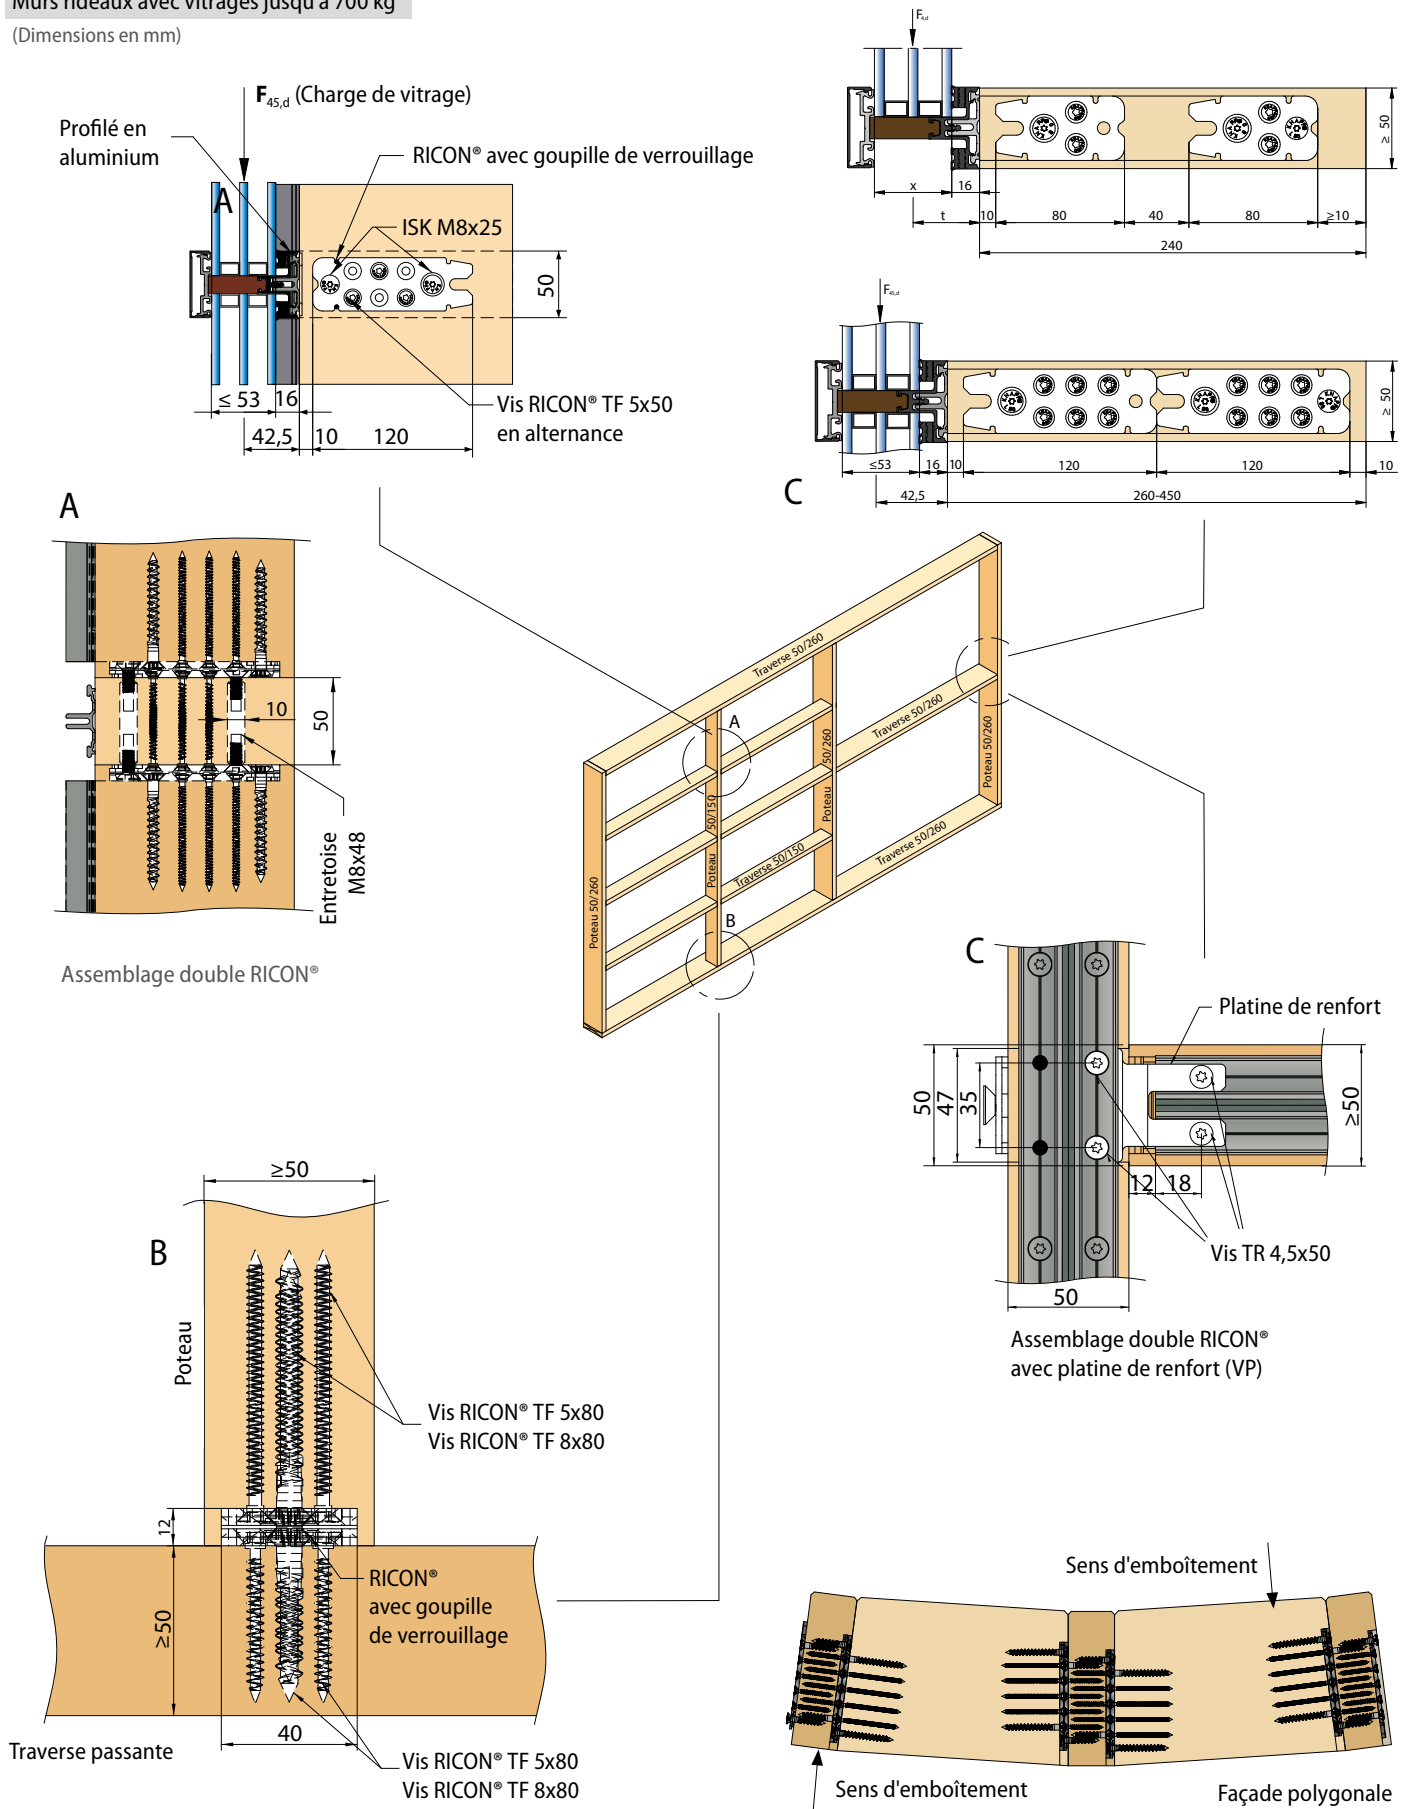 Murs rideaux avec vitrages jusqu'à 700 kg
(Dimensions en mm)
F45,d (Charge de vitrage)
Profilé en
aluminium
RICON® avec goupille de verrouillage
A
ISK M8x25
50
≤ 53
16
42,5
10
120
Vis RICON® TF 5x50
en alternance
F4,d
≥ 50
x
16
t
10
80
40
80
≥10
240
F45,d
≥ 50
≤53
16
10
120
120
10
42,5
260-450
C
A
10
50
Entretoise
M8x48
Assemblage double RICON®
Traverse 50/260
Traverse 50/260
Traverse 50/260
Traverse 50/150
Poteau 50/260
Poteau 50/150
Poteau 50/260
Poteau 50/260
A
B
C
Platine de renfort
50
47
35
≥50
12
18
Vis TR 4,5x50
50
Assemblage double RICON®
avec platine de renfort (VP)
≥50
B
Poteau
Vis RICON® TF 5x80
Vis RICON® TF 8x80
12
≥50
RICON®
avec goupille
de verrouillage
40
Traverse passante
Vis RICON® TF 5x80
Vis RICON® TF 8x80
Sens d'emboîtement
Sens d'emboîtement
Façade polygonale